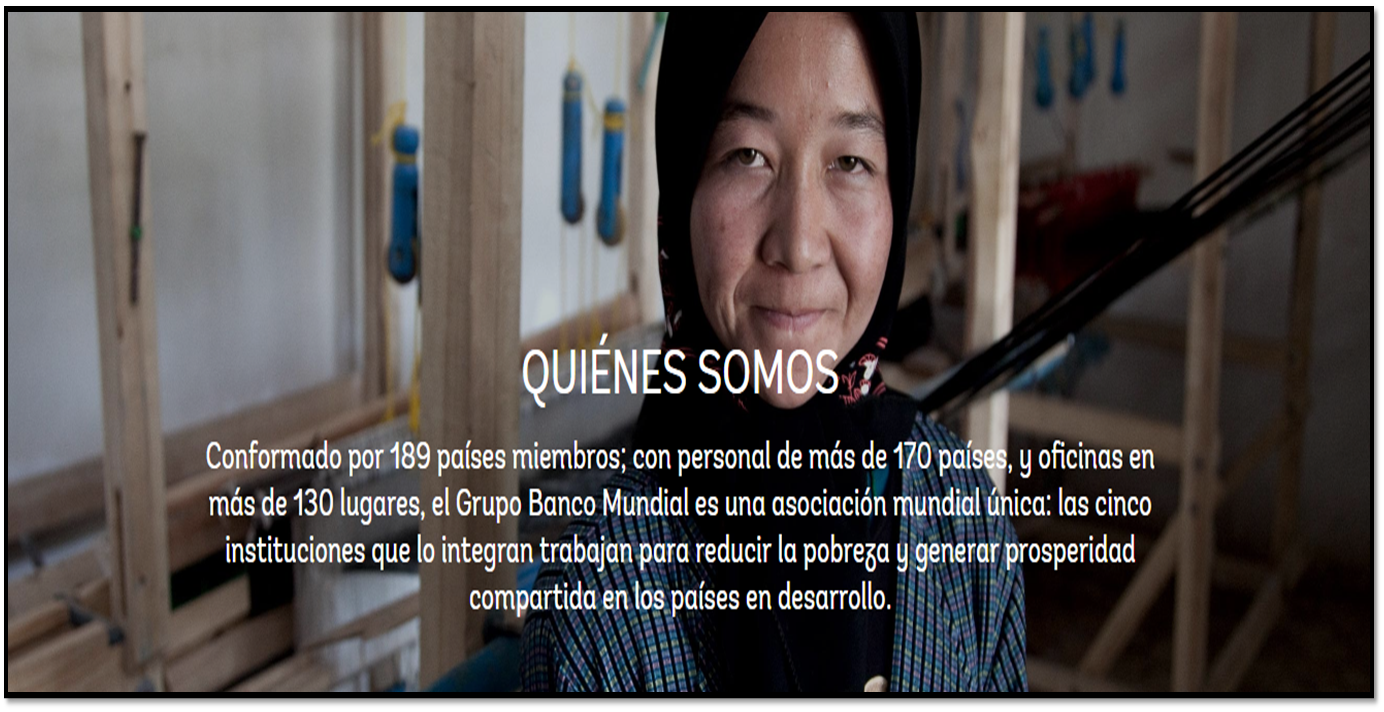 QUIÉNES SOMOS
Conformado por 189 países miembros; con personal de más de 170 países, y oficinas en
más de 130 lugares, el Grupo Banco Mundial es una asociación mundial única: las cinco
instituciones que lo integran trabajan para reducir la pobreza y generar prosperidad
compartida en los países en desarrollo.